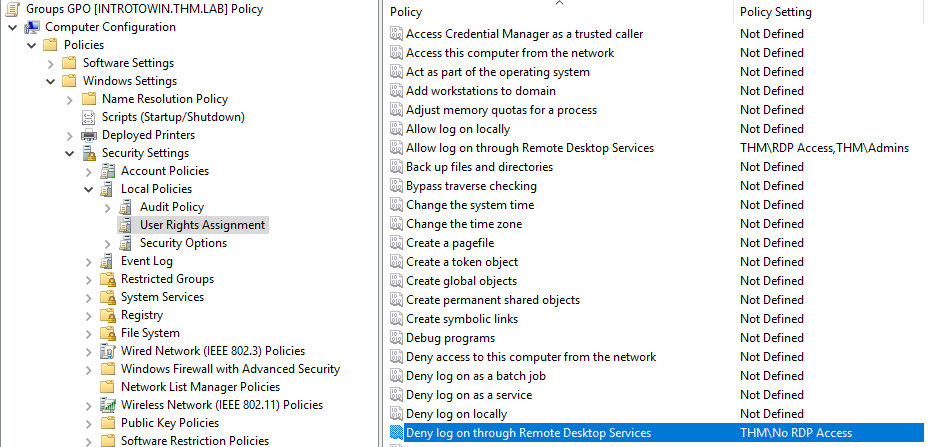 Groups GPO [INTROTOWIN.THM.LAB] Policy
Computer Configuration
Policies
Software Settings
Windows Settings
Name Resolution Policy
Scripts (Startup/Shutdown)
Deployed Printers
Security Settings
Account Policies
Local Policies
Audit Policy
User Rights Assignment
Security Options
Event Log
Restricted Groups
System Services
Registry
File System
Wired Network (IEEE 802.3) Policies
Windows Firewall with Advanced Security
Network List Manager Policies
Wireless Network (IEEE 802.11) Policies
Public Key Policies
Software Restriction Policies
Policy Policy Setting
Access Credential Manager as a trusted caller Not Defined
Access this computer from the network Not Defined
Act as part of the operating system Not Defined
Add workstations to domain Not Defined
Adjust memory quotas for a process Not Defined
Allow log on locally Not Defined
Allow log on through Remote Desktop Services THM\RDP Access,THM\Admins
Back up files and directories Not Defined
Bypass traverse checking Not Defined
Change the system time Not Defined
Change the time zone Not Defined
Create a pagefile Not Defined
Create a token object Not Defined
Create global objects Not Defined
Create permanent shared objects Not Defined
Create symbolic links Not Defined
Debug programs Not Defined
Deny access to this computer from the network Not Defined
Deny log on as a batch job Not Defined
Deny log on as a service Not Defined
Deny log on locally Not Defined
Deny log on through Remote Desktop Services THM\No RDP Access